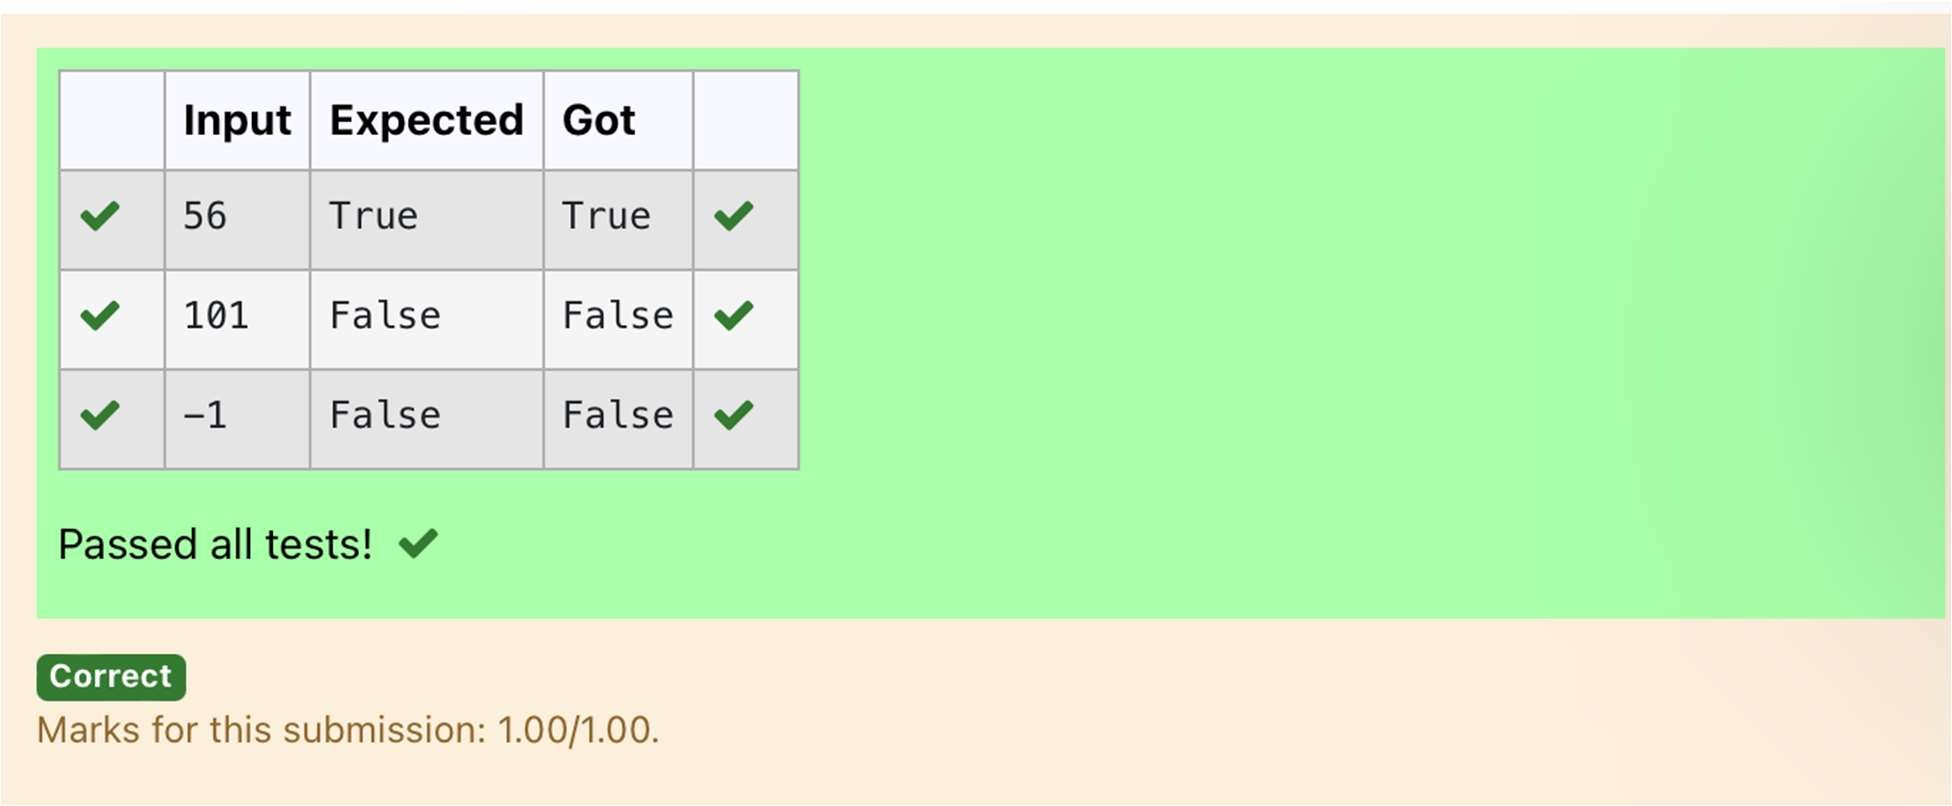 Input Expected Got
56 True True
101 False False
−1 False False
Passed all tests!
Correct
Marks for this submission: 1.00/1.00.